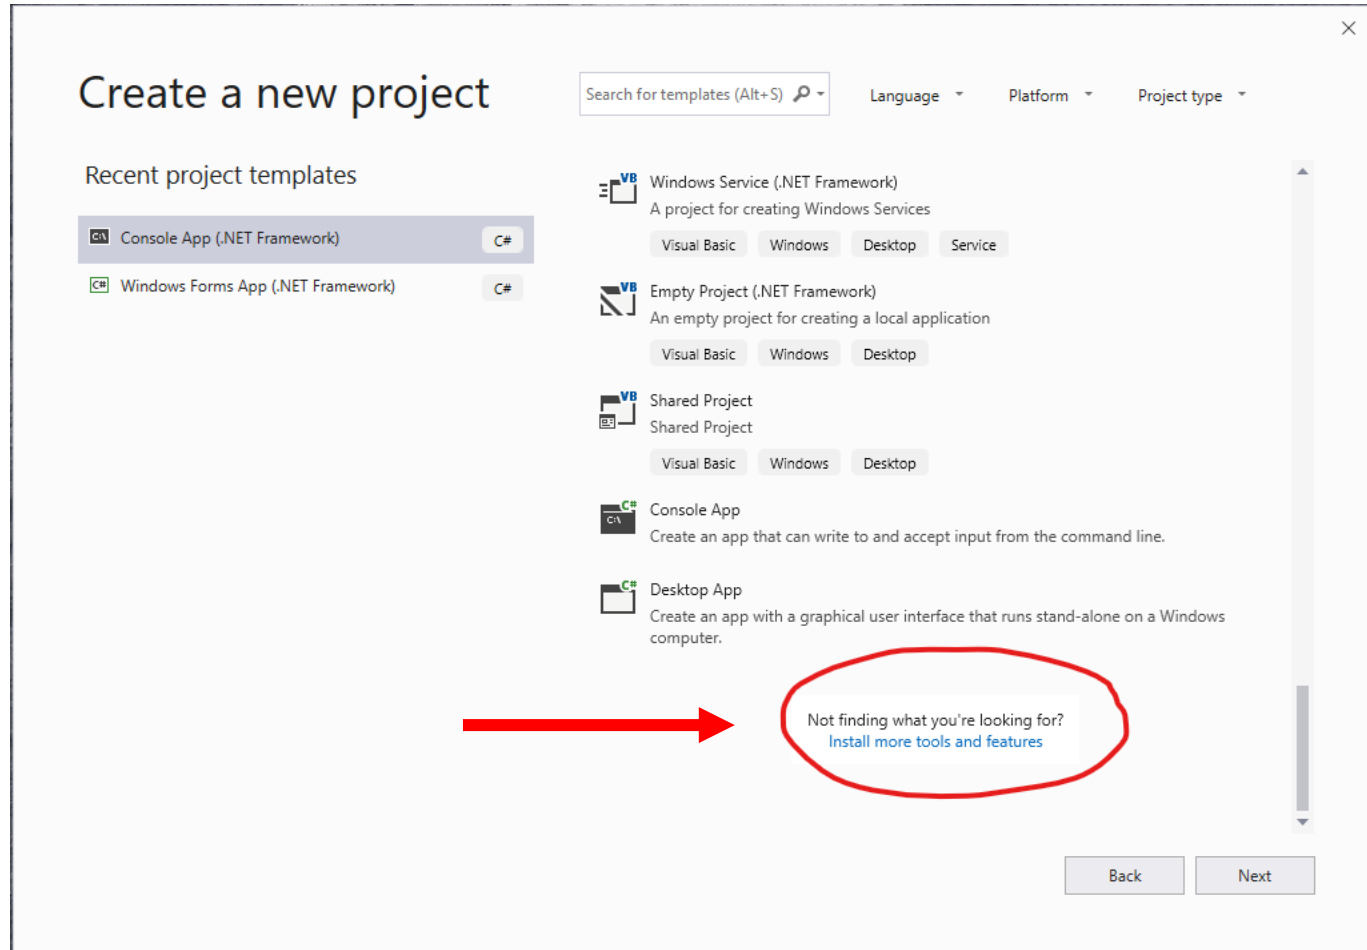 Create a new project
Search for templates (Alt+S)
Language
Platform
Project type
Recent project templates
Console App (.NET Framework)
C#
Windows Forms App (.NET Framework)
C#
Windows Service (.NET Framework)
A project for creating Windows Services
Visual Basic Windows Desktop Service
Empty Project (.NET Framework)
An empty project for creating a local application
Visual Basic Windows Desktop
Shared Project
Shared Project
Visual Basic Windows Desktop
Console App
Create an app that can write to and accept input from the command line.
Desktop App
Create an app with a graphical user interface that runs stand-alone on a Windows
computer.
Not finding what you're looking for?
Install more tools and features
Back
Next